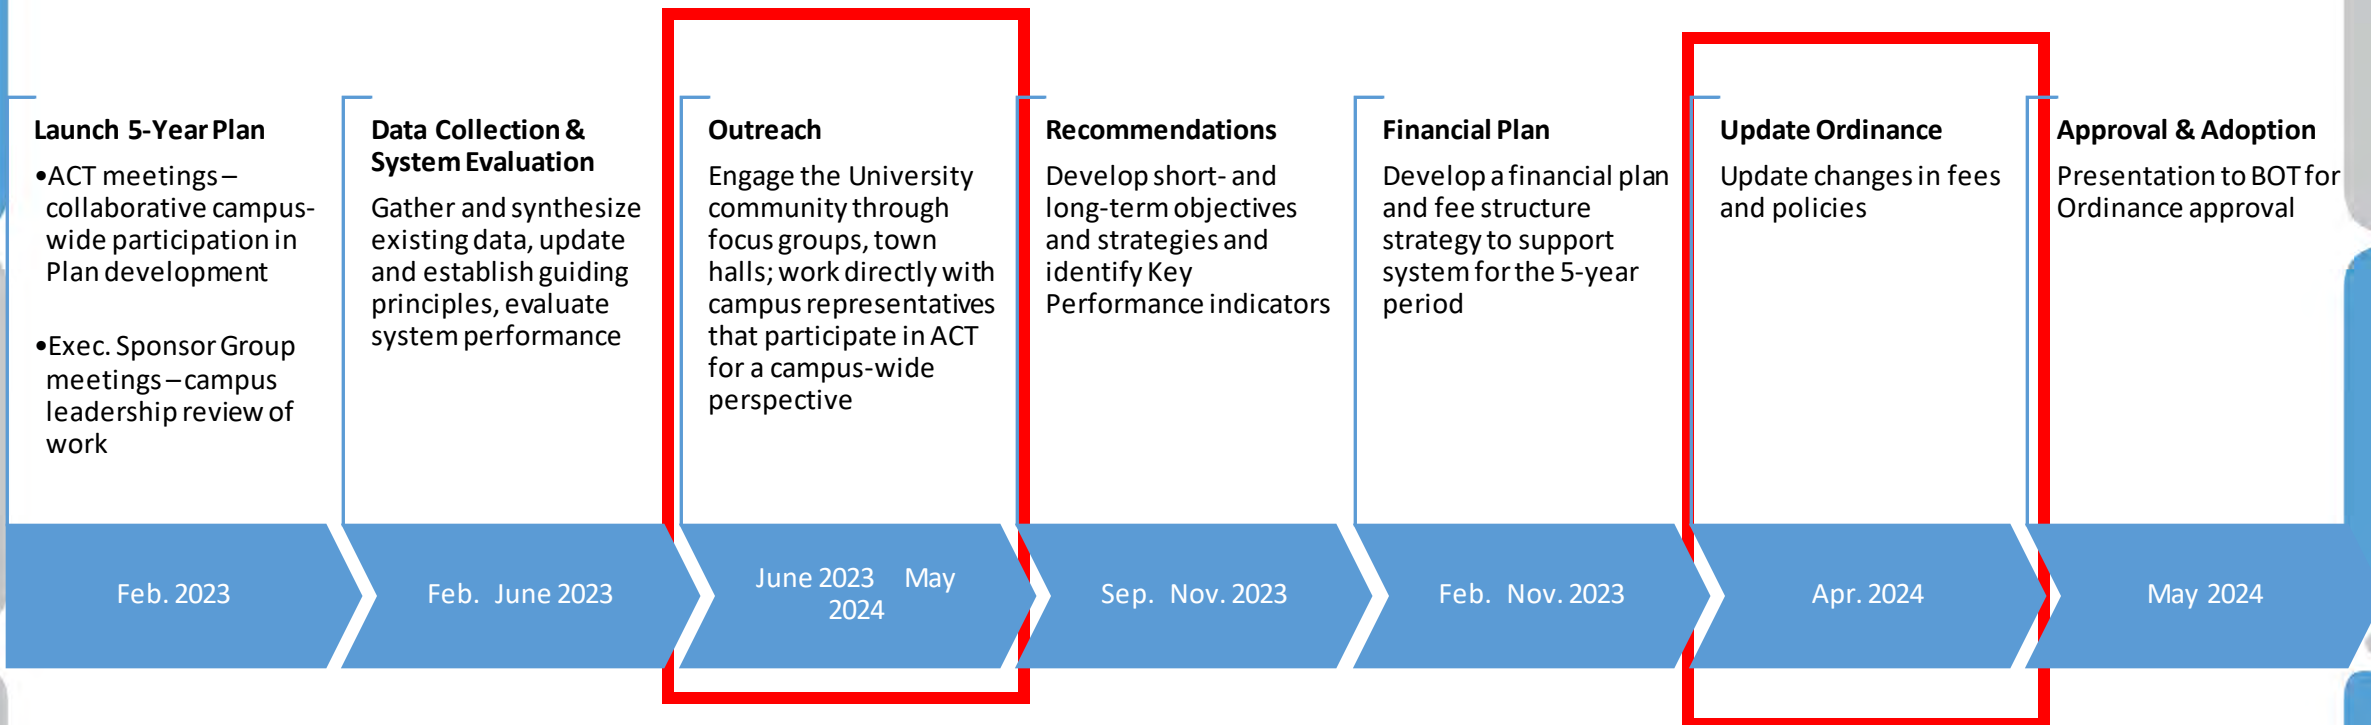 Launch 5-Year Plan
•ACT meetings –
collaborative campus-
wide participation in
Plan development
•Exec. Sponsor Group
meetings – campus
leadership review of
work
Data Collection &
System Evaluation
Gather and synthesize
existing data, update
and establish guiding
principles, evaluate
system performance
Outreach
Engage the University
community through
focus groups, town
halls; work directly with
campus representatives
that participate in ACT
for a campus-wide
perspective
Recommendations
Develop short- and
long-term objectives
and strategies and
identify Key
Performance indicators
Financial Plan
Develop a financial plan
and fee structure
strategy to support
system for the 5-year
period
Update Ordinance
Update changes in fees
and policies
Approval & Adoption
Presentation to BOT for
Ordinance approval
Feb. 2023
Feb. June 2023
June 2023 May
2024
Sep. Nov. 2023
Feb. Nov. 2023
Apr. 2024
May 2024